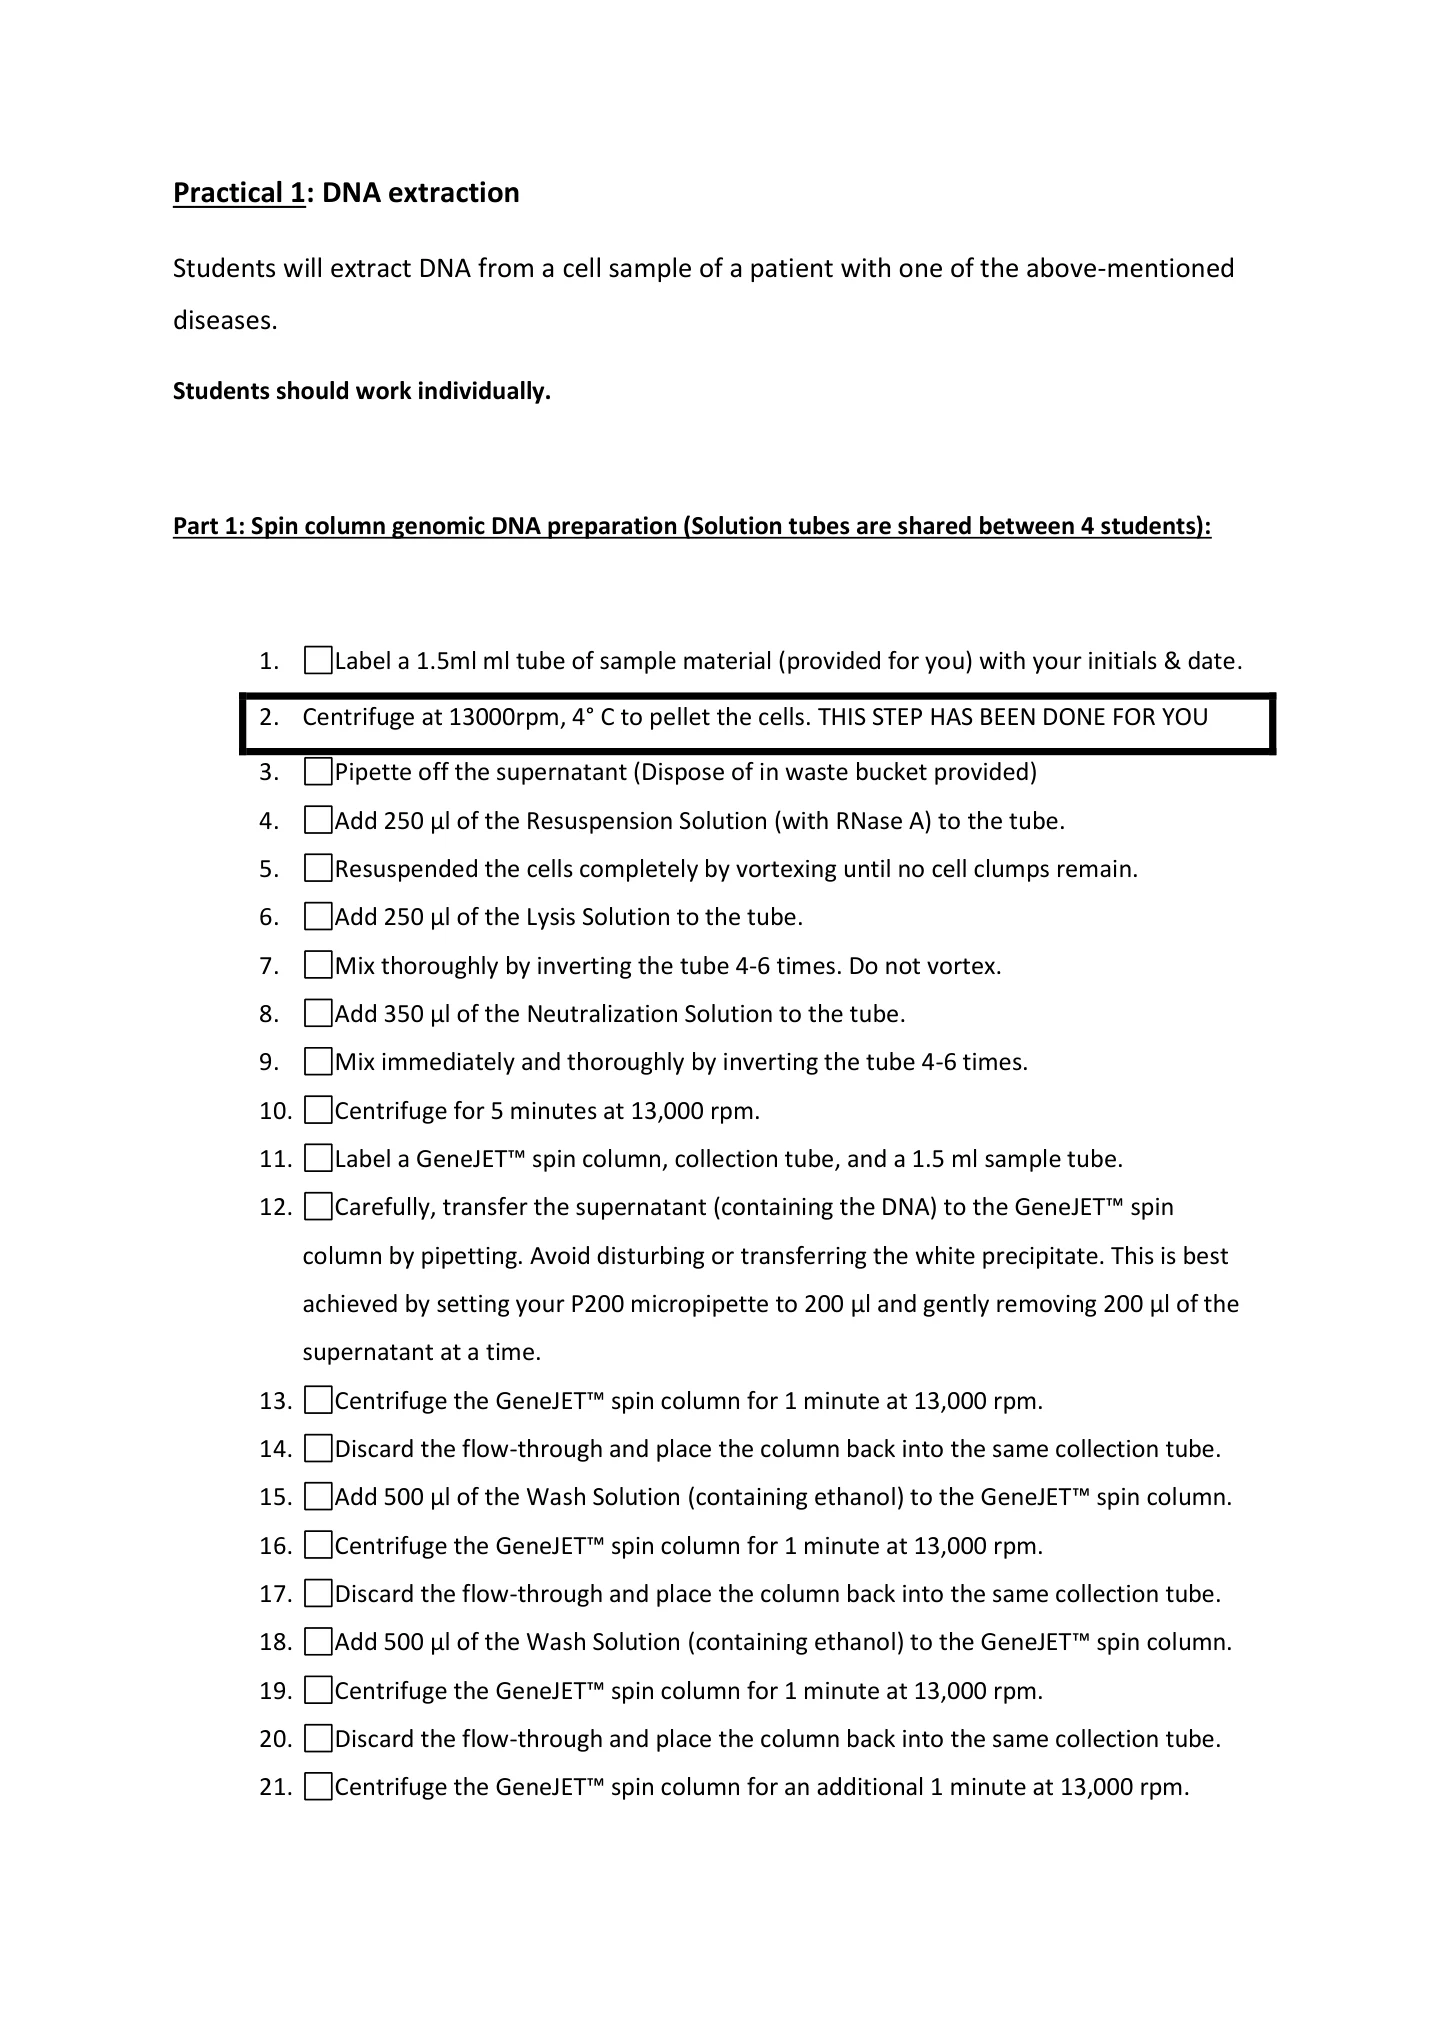 Practical 1: DNA extraction
Students will extract DNA from a cell sample of a patient with one of the above-mentioned
diseases.
Students should work individually.
Part 1: Spin column genomic DNA preparation (Solution tubes are shared between 4 students):
1. Label a 1.5ml ml tube of sample material (provided for you) with your initials & date.
2. Centrifuge at 13000rpm, 4° C to pellet the cells. THIS STEP HAS BEEN DONE FOR YOU
3. Pipette off the supernatant (Dispose of in waste bucket provided)
4. Add 250 µl of the Resuspension Solution (with RNase A) to the tube.
5. Resuspended the cells completely by vortexing until no cell clumps remain.
6. Add 250 µl of the Lysis Solution to the tube.
7. Mix thoroughly by inverting the tube 4-6 times. Do not vortex.
8. Add 350 µl of the Neutralization Solution to the tube.
9. Mix immediately and thoroughly by inverting the tube 4-6 times.
10. Centrifuge for 5 minutes at 13,000 rpm.
11. Label a GeneJET™ spin column, collection tube, and a 1.5 ml sample tube.
12. Carefully, transfer the supernatant (containing the DNA) to the GeneJET™ spin
column by pipetting. Avoid disturbing or transferring the white precipitate. This is best
achieved by setting your P200 micropipette to 200 µl and gently removing 200 µl of the
supernatant at a time.
13. Centrifuge the GeneJET™ spin column for 1 minute at 13,000 rpm.
14. Discard the flow-through and place the column back into the same collection tube.
15. Add 500 µl of the Wash Solution (containing ethanol) to the GeneJET™ spin column.
16. Centrifuge the GeneJET™ spin column for 1 minute at 13,000 rpm.
17. Discard the flow-through and place the column back into the same collection tube.
18. Add 500 µl of the Wash Solution (containing ethanol) to the GeneJET™ spin column.
19. Centrifuge the GeneJET™ spin column for 1 minute at 13,000 rpm.
20. Discard the flow-through and place the column back into the same collection tube.
21. Centrifuge the GeneJET™ spin column for an additional 1 minute at 13,000 rpm.